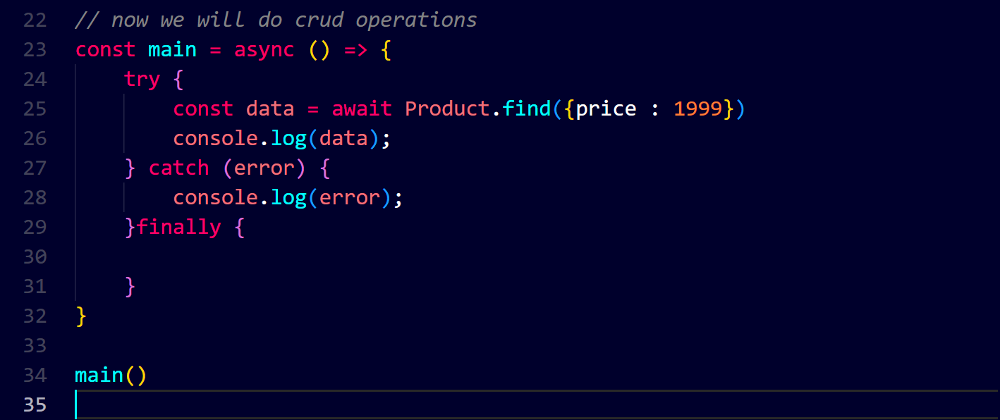 22 // now we will do crud operations
23 const main = async () => {
24     try {
25         const data = await Product.find({price : 1999})
26         console.log(data);
27     } catch (error) {
28         console.log(error);
29     }finally {
30
31     }
32 }
33
34 main()
35